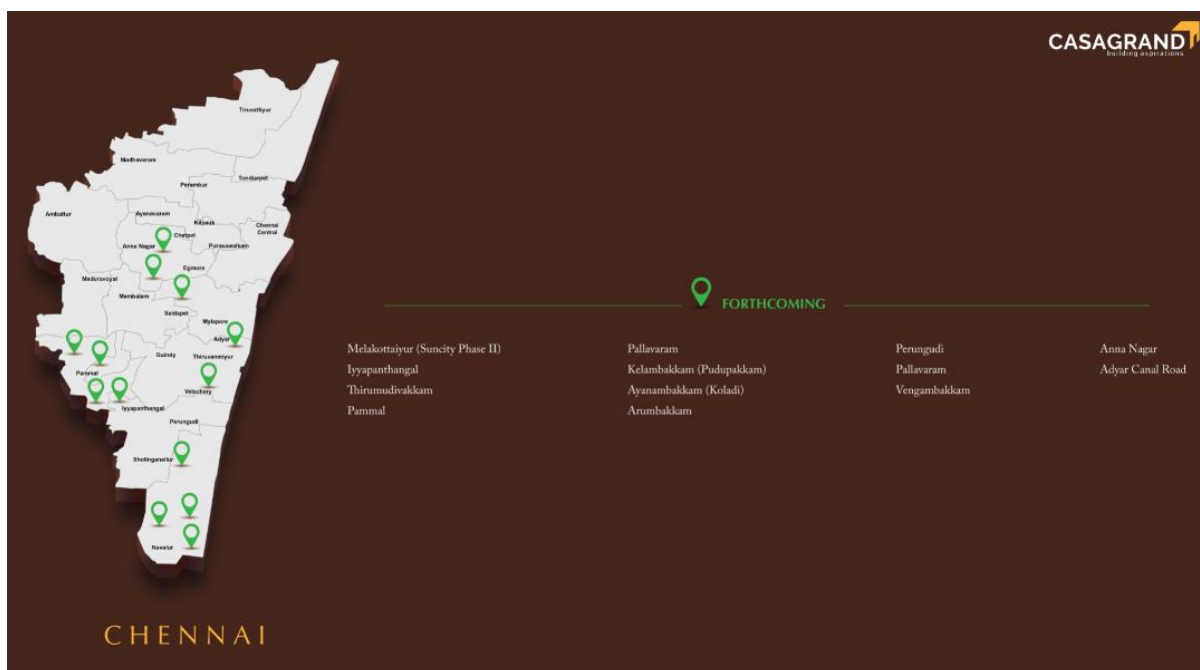 CASAGRAND
building aspirations
Tiruvottiyur
Madhavaram
Tondiarpet
Perambur
Ambattur
Ayanavaram
Kilpauk
Chennai
Central
Chetpet
Anna Nagar
Purasawalkam
Egmore
Maduravoyal
Mambalam
Saidapet
Mylapore
Adyar
Guindy
Thiruvanmiyur
Pammal
Velachery
Iyyapanthangal
Perungudi
Sholinganallur
Navalur
FORTHCOMING
Melakottaiyur (Suncity Phase II)
Iyyapanthangal
Thirumudivakkam
Pammal
Pallavaram
Kelambakkam (Pudupakkam)
Ayanambakkam (Koladi)
Arumbakkam
Perungudi
Pallavaram
Vengambakkam
Anna Nagar
Adyar Canal Road
CHENNAI